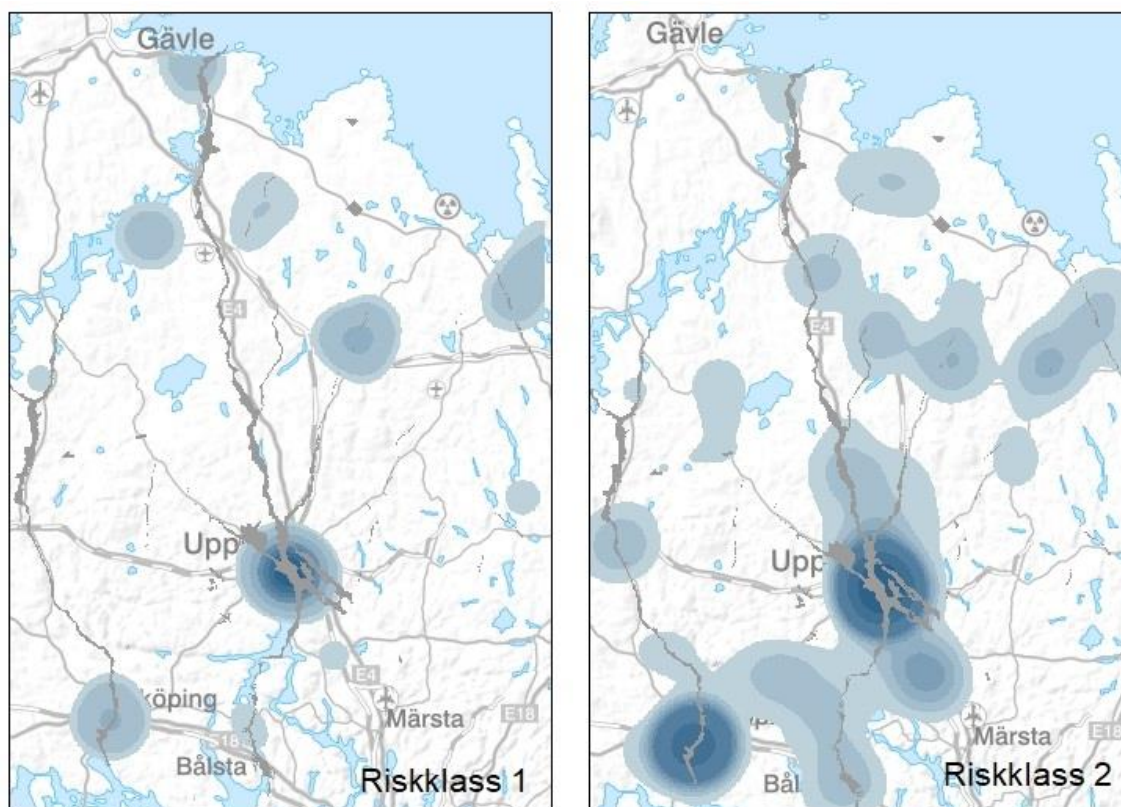 Gävle
E4
Upp
E4
köping
Märsta
E18
Bålsta
Riskklass 1
Gävle
E4
Upp
Märsta
E18
Bål
Riskklass 2